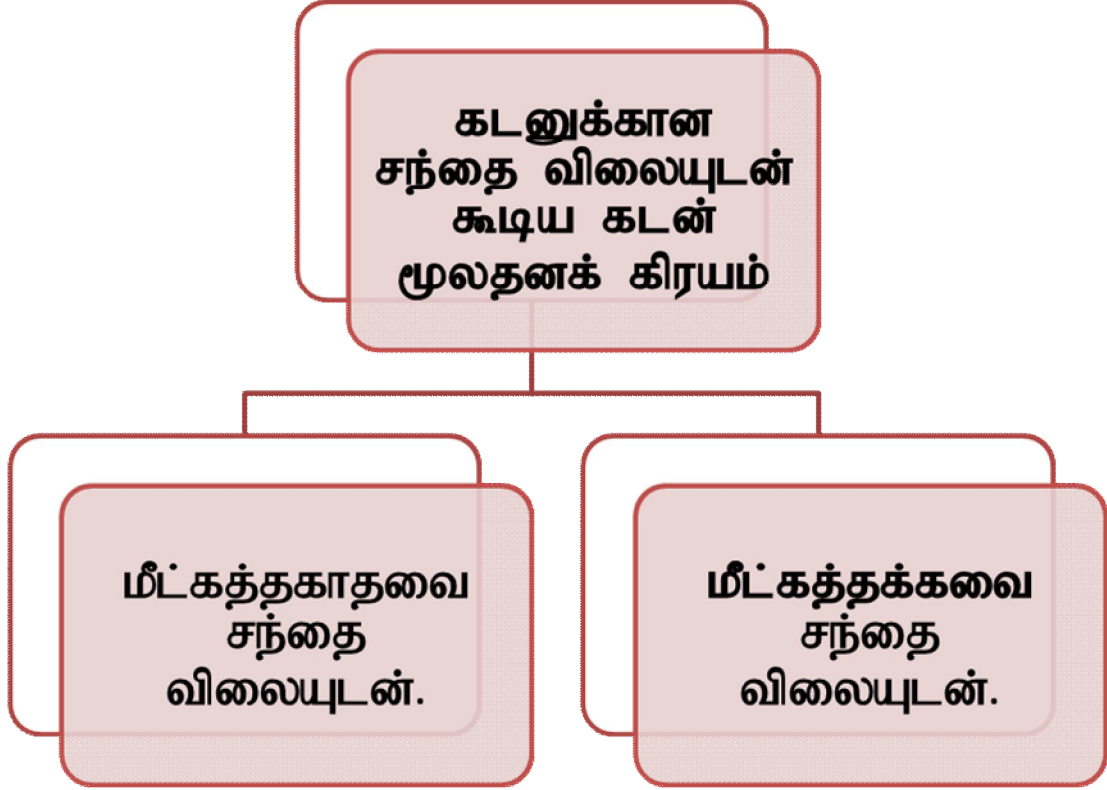 கடனுக்கான
சந்தை விலையுடன்
கூடிய கடன்
மூலதனக் கிரயம்
மீட்கத்தகாதவை
சந்தை
விலையுடன்.
மீட்கத்தக்கவை
சந்தை
விலையுடன்.